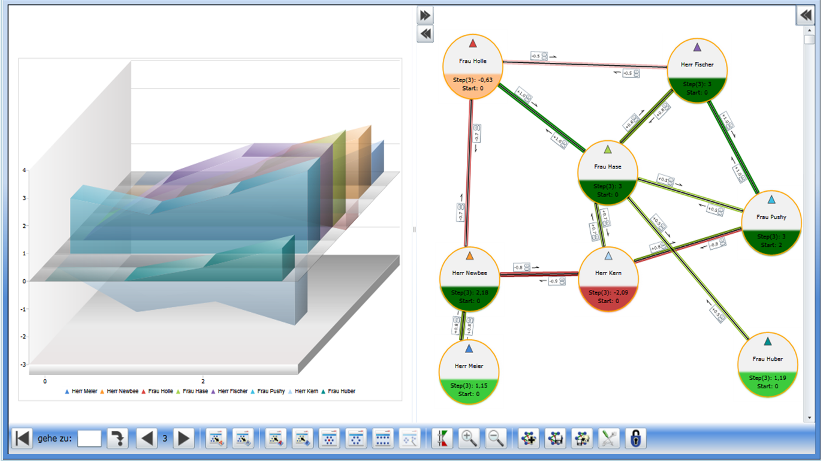 4
3
2
1
0
-1
-2
-3
0
2
Herr Meier
Herr Newbee
Frau Holle
Frau Hase
Herr Fischer
Frau Pushy
Herr Kern
Frau Huber
Frau Holle
Step(3): -0,63
Start: 0
Herr Fischer
Step(3): 3
Start: 0
Frau Hase
Step(3): 3
Start: 0
Frau Pushy
Step(3): 3
Start: 2
Herr Newbee
Step(3): 2,18
Start: 0
Herr Kern
Step(3): -2,09
Start: 0
Herr Meier
Step(3): 1,15
Start: 0
Frau Huber
Step(3): 1,19
Start: 0
gehe zu:
3